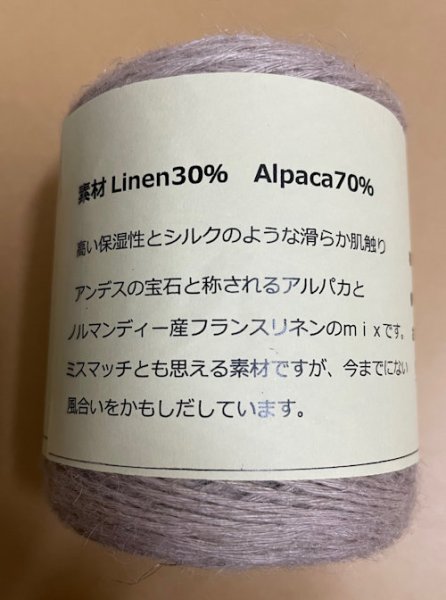 素材 Linen30% Alpaca70%
高い保湿性とシルクのような滑らか肌触り
アンデスの宝石と称されるアルパカと
ノルマンディー産フランスリネンのmixです。
ミスマッチとも思える素材ですが、今までにない
風合いをかもしだしています。